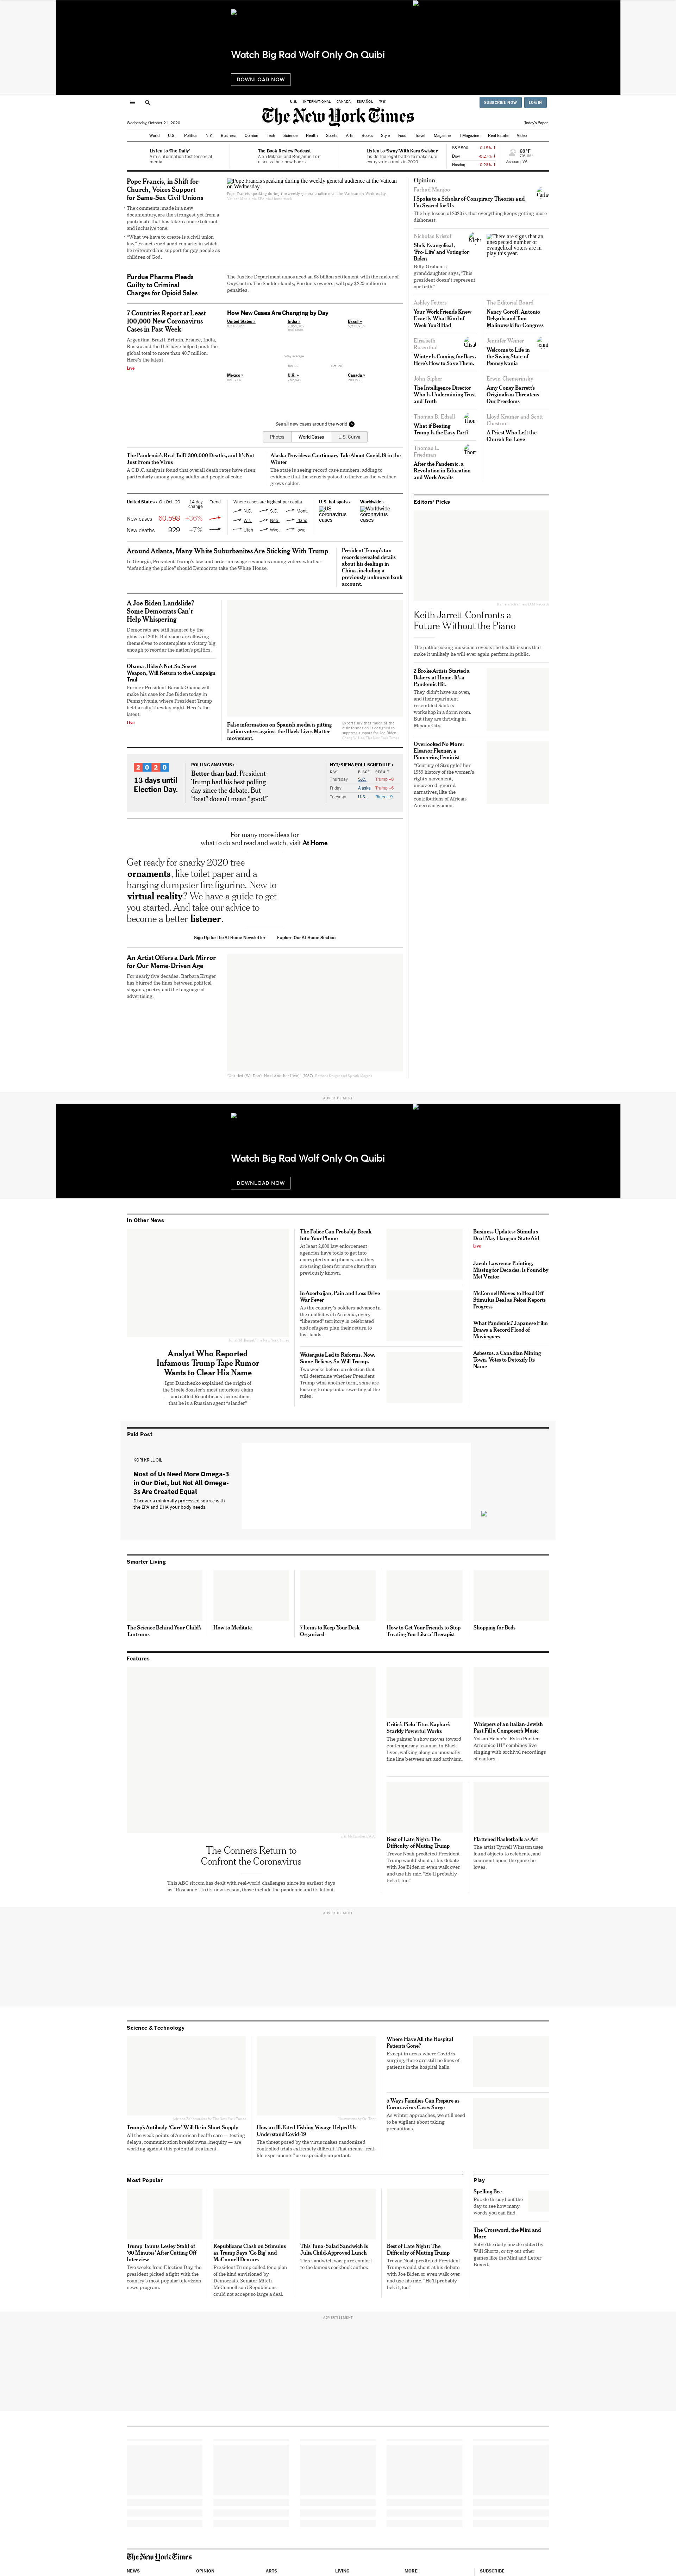 Watch Big Rad Wolf Only On Quibi
DOWNLOAD NOW
U.S. INTERNATIONAL CANADA ESPAÑOL 中文
SUBSCRIBE NOW
LOG IN
The New York Times
Wednesday, October 21, 2020
Today's Paper
World U.S. Politics N.Y. Business Opinion Tech Science Health Sports Arts Books Style Food Travel Magazine T Magazine Real Estate Video
Listen to 'The Daily'
A misinformation test for social media.
The Book Review Podcast
Alex Michael and Benjamin Lorr discuss their new books.
Listen to 'Sway' With Kara Swisher
Inside the legal battle to make sure every vote counts in 2020.
S&P 500
Dow
Nasdaq
69°F
Ashburn, VA
Pope Francis, in Shift for Church, Voices Support for Same-Sex Civil Unions
The comments, made in a new documentary, are the strongest yet from a pontificate that has taken a more tolerant and inclusive tone.
"What we have to create is a civil union law," Francis said amid remarks in which he reiterated his support for gay people as children of God.
Pope Francis speaking during the weekly general audience at the Vatican on Wednesday.
Pope Francis speaking during the weekly general audience at the Vatican on Wednesday.
Purdue Pharma Pleads Guilty to Criminal Charges for Opioid Sales
The Justice Department announced an $8 billion settlement with the maker of OxyContin. The Sackler family, Purdue's owners, will pay $225 million in penalties.
7 Countries Report at Least 100,000 New Coronavirus Cases in Past Week
Argentina, Brazil, Britain, France, India, Russia and the U.S. have helped push the global total to more than 40.7 million. Here's the latest.
Live
How New Cases Are Changing by Day
United States »
India »
Brazil »
7-day average
Mexico »
U.K. »
Canada »
See all new cases around the world
Photos
World Cases
U.S. Curve
The Pandemic's Real Toll? 300,000 Deaths, and It's Not Just From the Virus
A C.D.C. analysis found that overall death rates have risen, particularly among young adults and people of color.
Alaska Provides a Cautionary Tale About Covid-19 in the Winter
The state is seeing record case numbers, adding to evidence that the virus is poised to thrive as the weather grows colder.
United States › On Oct. 20 14-day change Trend
New cases 60,598 +36%
New deaths 929 +7%
Where cases are highest per capita
N.D. S.D. Mont.
Wis. Neb. Idaho
Utah Wyo. Iowa
U.S. hot spots ›
US coronavirus cases
Worldwide ›
Worldwide coronavirus cases
Around Atlanta, Many White Suburbanites Are Sticking With Trump
In Georgia, President Trump's law-and-order message resonates among voters who fear "defunding the police" should Democrats take the White House.
President Trump's tax records revealed details about his dealings in China, including a previously unknown bank account.
A Joe Biden Landslide? Some Democrats Can't Help Whispering
Democrats are still haunted by the ghosts of 2016. But some are allowing themselves to contemplate a victory big enough to reorder the nation's politics.
Obama, Biden's Not-So-Secret Weapon, Will Return to the Campaign Trail
Former President Barack Obama will make his case for Joe Biden today in Pennsylvania, where President Trump held a rally Tuesday night. Here's the latest.
Live
False information on Spanish media is pitting Latino voters against the Black Lives Matter movement.
Experts say that much of the disinformation is designed to suppress support for Joe Biden.
2020
13 days until Election Day.
POLLING ANALYSIS ›
Better than bad. President Trump had his best polling day since the debate. But "best" doesn't mean "good."
NYT/SIENA POLL SCHEDULE ›
DAY PLACE RESULT
Thursday S.C. Trump +8
Friday Alaska Trump +6
Tuesday U.S. Biden +9
For many more ideas for what to do and read and watch, visit At Home.
Get ready for snarky 2020 tree ornaments, like toilet paper and a hanging dumpster fire figurine. New to virtual reality? We have a guide to get you started. And take our advice to become a better listener.
Sign Up for the At Home Newsletter
Explore Our At Home Section
An Artist Offers a Dark Mirror for Our Meme-Driven Age
For nearly five decades, Barbara Kruger has blurred the lines between political slogans, poetry and the language of advertising.
Opinion
Farhad Manjoo
I Spoke to a Scholar of Conspiracy Theories and I'm Scared for Us
The big lesson of 2020 is that everything keeps getting more dishonest.
Nicholas Kristof
She's Evangelical, 'Pro-Life' and Voting for Biden
Billy Graham's granddaughter says, "This president doesn't represent our faith."
There are signs that an unexpected number of evangelical voters are in play this year.
Ashley Fetters
Your Work Friends Knew Exactly What Kind of Week You'd Had
The Editorial Board
Nancy Goroff, Antonio Delgado and Tom Malinowski for Congress
Elisabeth Rosenthal
Winter Is Coming for Bars. Here's How to Save Them.
Jennifer Weiner
Welcome to Life in the Swing State of Pennsylvania
John Sipher
The Intelligence Director Who Is Undermining Trust and Truth
Erwin Chemerinsky
Amy Coney Barrett's Originalism Threatens Our Freedoms
Thomas B. Edsall
What if Beating Trump Is the Easy Part?
Lloyd Kramer and Scott Chestnut
A Priest Who Left the Church for Love
Thomas L. Friedman
After the Pandemic, a Revolution in Education and Work Awaits
Editors' Picks
Keith Jarrett Confronts a Future Without the Piano
The pathbreaking musician reveals the health issues that make it unlikely he will ever again perform in public.
2 Broke Artists Started a Bakery at Home. It's a Pandemic Hit.
They didn't have an oven, and their apartment resembled Santa's workshop in a dorm room. But they are thriving in Mexico City.
Overlooked No More: Eleanor Flexner, a Pioneering Feminist
"Century of Struggle," her 1959 history of the women's rights movement, uncovered ignored narratives, like the contributions of African-American women.
ADVERTISEMENT
Watch Big Rad Wolf Only On Quibi
DOWNLOAD NOW
In Other News
Analyst Who Reported Infamous Trump Tape Rumor Wants to Clear His Name
Igor Danchenko explained the origin of the Steele dossier's most notorious claim — and called Republicans' accusations that he is a Russian agent "slander."
The Police Can Probably Break Into Your Phone
At least 2,000 law enforcement agencies have tools to get into encrypted smartphones, and they are using them far more often than previously known.
In Azerbaijan, Pain and Loss Drive War Fever
As the country's soldiers advance in the conflict with Armenia, every "liberated" territory is celebrated and refugees plan their return to lost lands.
Watergate Led to Reforms. Now, Some Believe, So Will Trump.
Two weeks before an election that will determine whether President Trump wins another term, some are looking to map out a rewriting of the rules.
Business Updates: Stimulus Deal May Hang on State Aid
Live
Jacob Lawrence Painting, Missing for Decades, Is Found by Met Visitor
McConnell Moves to Head Off Stimulus Deal as Pelosi Reports Progress
What Pandemic? Japanese Film Draws a Record Flood of Moviegoers
Asbestos, a Canadian Mining Town, Votes to Detoxify Its Name
Paid Post
KORI KRILL OIL
Most of Us Need More Omega-3 in Our Diet, but Not All Omega-3s Are Created Equal
Discover a minimally processed source with the EPA and DHA your body needs.
Smarter Living
The Science Behind Your Child's Tantrums
How to Meditate
7 Items to Keep Your Desk Organized
How to Get Your Friends to Stop Treating You Like a Therapist
Shopping for Beds
Features
The Conners Return to Confront the Coronavirus
This ABC sitcom has dealt with real-world challenges since its earliest days as "Roseanne." In its new season, those include the pandemic and its fallout.
Critic's Pick: Titus Kaphar's Starkly Powerful Works
The painter's show moves toward contemporary traumas in Black lives, walking along an unusually fine line between art and activism.
Whispers of an Italian-Jewish Past Fill a Composer's Music
Yotam Haber's "Estro Poetico-Armonico III" combines live singing with archival recordings of cantors.
Best of Late Night: The Difficulty of Muting Trump
Trevor Noah predicted President Trump would shout at his debate with Joe Biden or even walk over and use his mic. "He'll probably lick it, too."
Flattened Basketballs as Art
The artist Tyrrell Winston uses found objects to celebrate, and comment upon, the game he loves.
ADVERTISEMENT
Science & Technology
Trump's Antibody 'Cure' Will Be in Short Supply
All the weak points of American health care — testing delays, communication breakdowns, inequity — are working against this potential treatment.
How an Ill-Fated Fishing Voyage Helped Us Understand Covid-19
The threat posed by the virus makes randomized controlled trials extremely difficult. That means "real-life experiments" are especially important.
Where Have All the Hospital Patients Gone?
Except in areas where Covid is surging, there are still no lines of patients in the hospital halls.
5 Ways Families Can Prepare as Coronavirus Cases Surge
As winter approaches, we still need to be vigilant about taking precautions.
Most Popular
Trump Taunts Lesley Stahl of '60 Minutes' After Cutting Off Interview
Two weeks from Election Day, the president picked a fight with the country's most popular television news program.
Republicans Clash on Stimulus as Trump Says 'Go Big' and McConnell Demurs
President Trump called for a plan of the kind envisioned by Democrats. Senator Mitch McConnell said Republicans could not accept so large a deal.
This Tuna-Salad Sandwich Is Julia Child-Approved Lunch
This sandwich was pure comfort to the famous cookbook author.
Best of Late Night: The Difficulty of Muting Trump
Trevor Noah predicted President Trump would shout at his debate with Joe Biden or even walk over and use his mic. "He'll probably lick it, too."
Play
Spelling Bee
Puzzle throughout the day to see how many words you can find.
The Crossword, the Mini and More
Solve the daily puzzle edited by Will Shortz, or try out other games like the Mini and Letter Boxed.
ADVERTISEMENT
The New York Times
NEWS OPINION ARTS LIVING MORE SUBSCRIBE